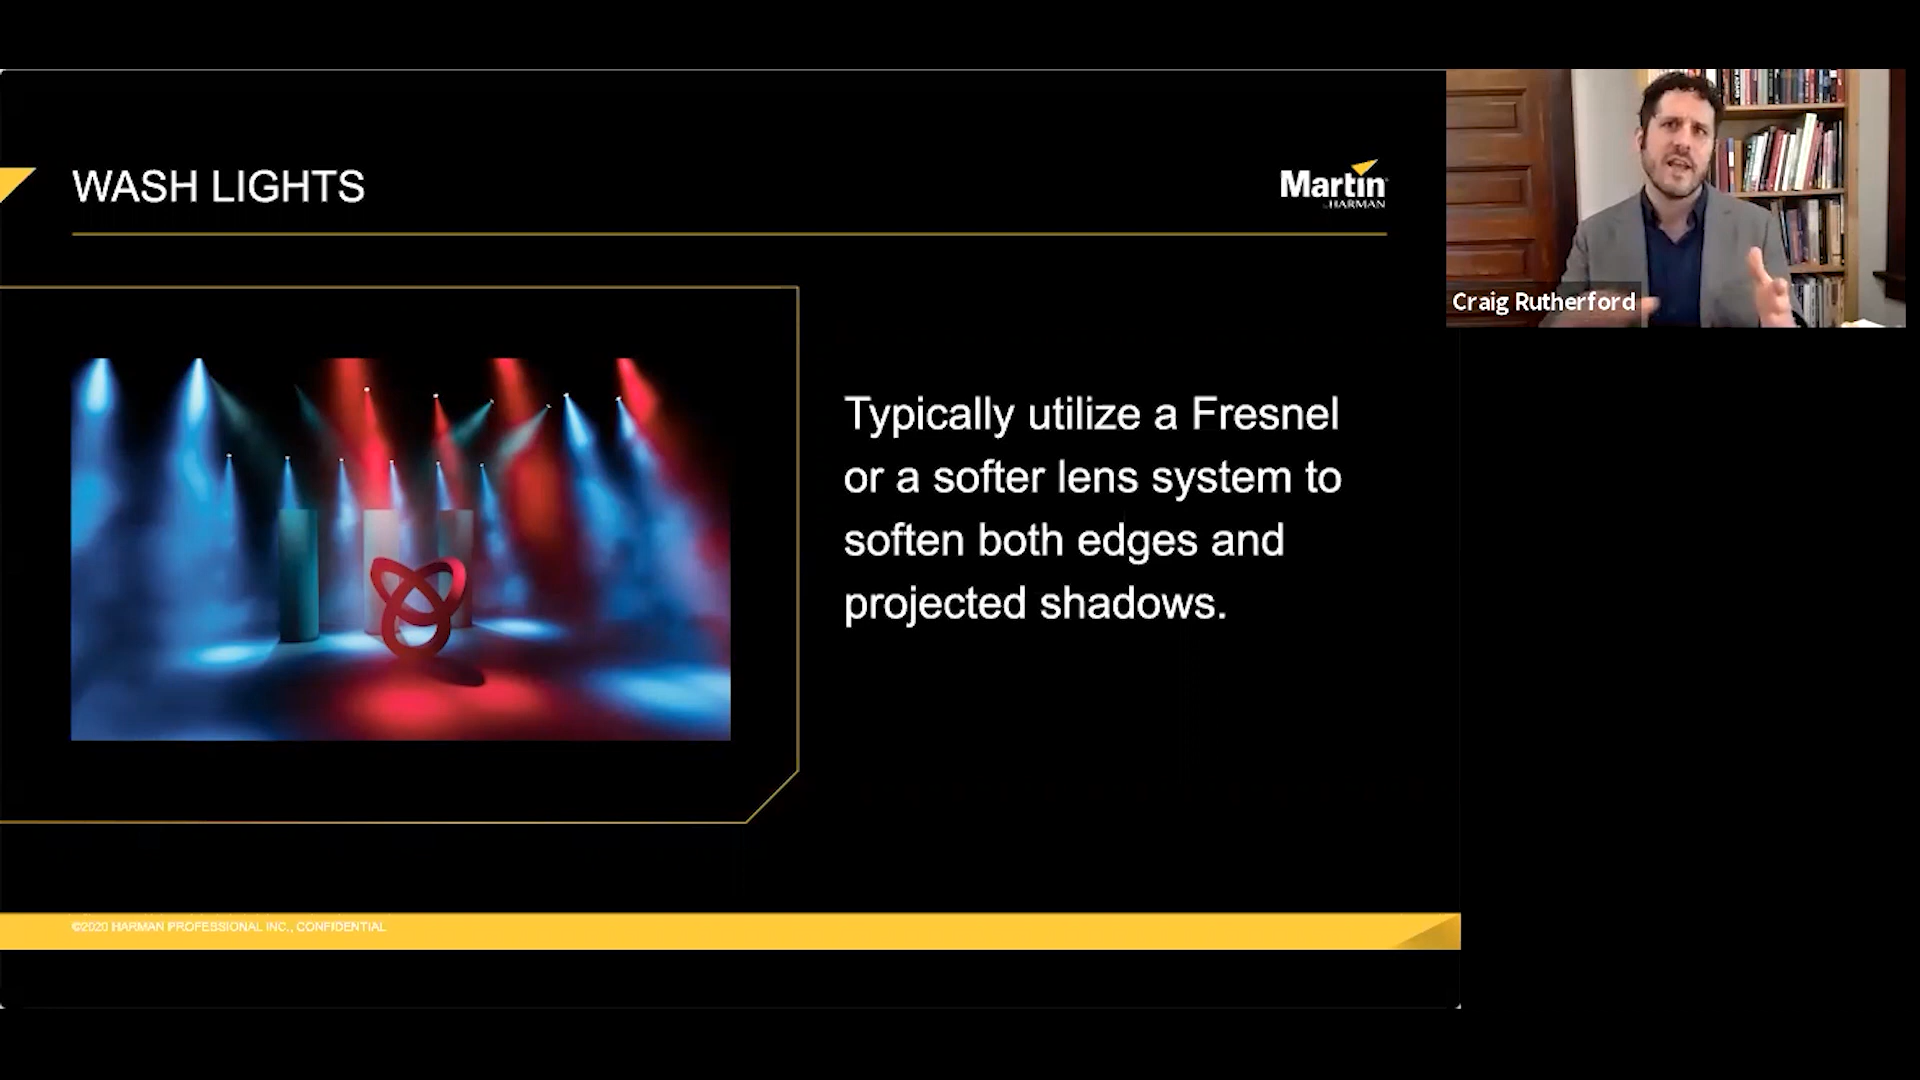 WASH LIGHTS
Martin
by HARMAN
Craig Rutherford
Typically utilize a Fresnel
or a softer lens system to
soften both edges and
projected shadows.
©2020 HARMAN PROFESSIONAL INC., CONFIDENTIAL